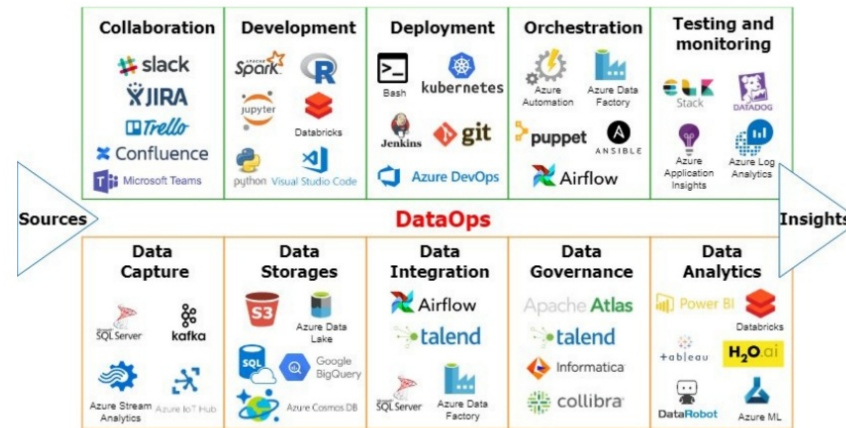 Collaboration
slack
JIRA
Trello
Confluence
Microsoft Teams
Development
APACHE
Spark
R
jupyter
Databricks
python
Visual Studio Code
Deployment
>_
Bash
kubernetes
Jenkins
git
Azure DevOps
Orchestration
Azure
Automation
Azure Data
Factory
puppet
A
ANSIBLE
Airflow
Testing and
monitoring
Stack
DATADOG
Azure
Application
Insights
Azure Log
Analytics
Sources
DataOps
Insights
Data
Capture
SQL Server
kafka
Azure Stream
Analytics
Azure IoT Hub
Data
Storages
S3
Azure Data
Lake
SQL
Google
BigQuery
Azure Cosmos DB
Data
Integration
Airflow
talend
SQL Server
Azure Data
Factory
Data
Governance
Apache Atlas
talend
Informatica
collibra
Data
Analytics
Power BI
Databricks
+ableau
H2O.ai
DataRobot
Azure ML